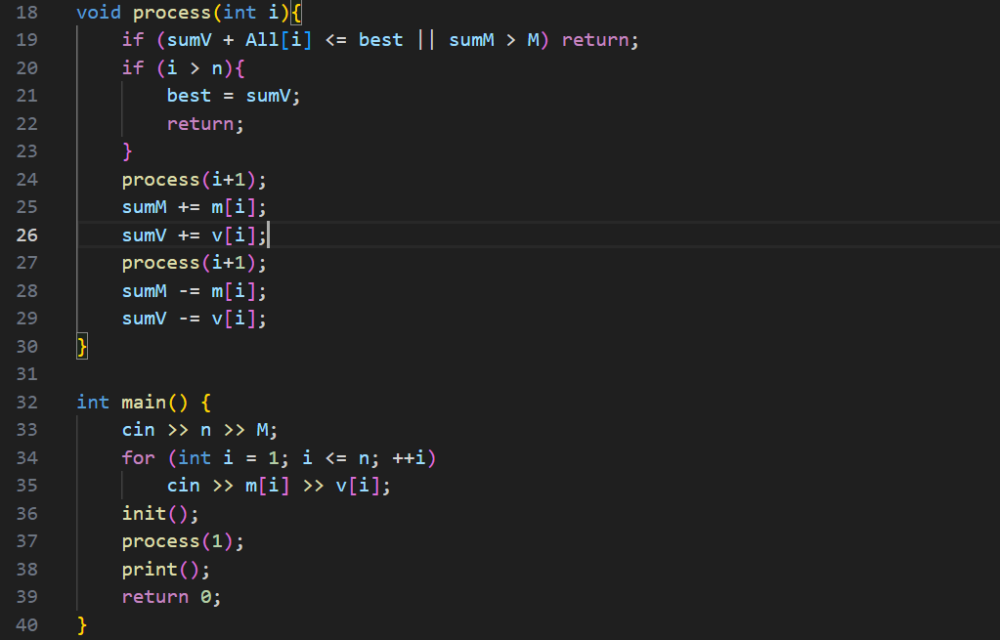 18 void process(int i){
19     if (sumV + All[i] <= best || sumM > M) return;
20     if (i > n){
21         best = sumV;
22         return;
23     }
24     process(i+1);
25     sumM += m[i];
26     sumV += v[i];
27     process(i+1);
28     sumM -= m[i];
29     sumV -= v[i];
30 }
31
32 int main() {
33     cin >> n >> M;
34     for (int i = 1; i <= n; ++i)
35         cin >> m[i] >> v[i];
36     init();
37     process(1);
38     print();
39     return 0;
40 }